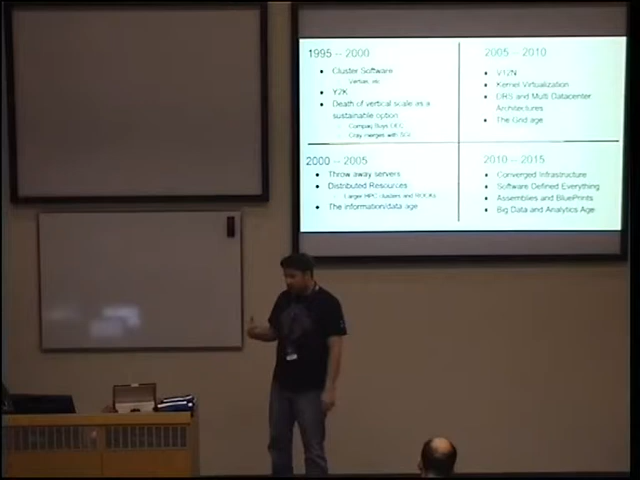 1995 – 2000
Cluster Software
Veritas, etc
Y2K
Death of vertical scale as a
sustainable option
Compaq Buys DEC
Cray merges with SGI
2005 – 2010
V12N
Kernel Virtualization
DRS and Multi Datacenter
Architectures
The Grid age
2000 – 2005
Throw away servers
Distributed Resources
Larger HPC clusters and ROCKs
The information/data age
2010 – 2015
Converged Infrastructure
Software Defined Everything
Assemblies and BluePrints
Big Data and Analytics Age